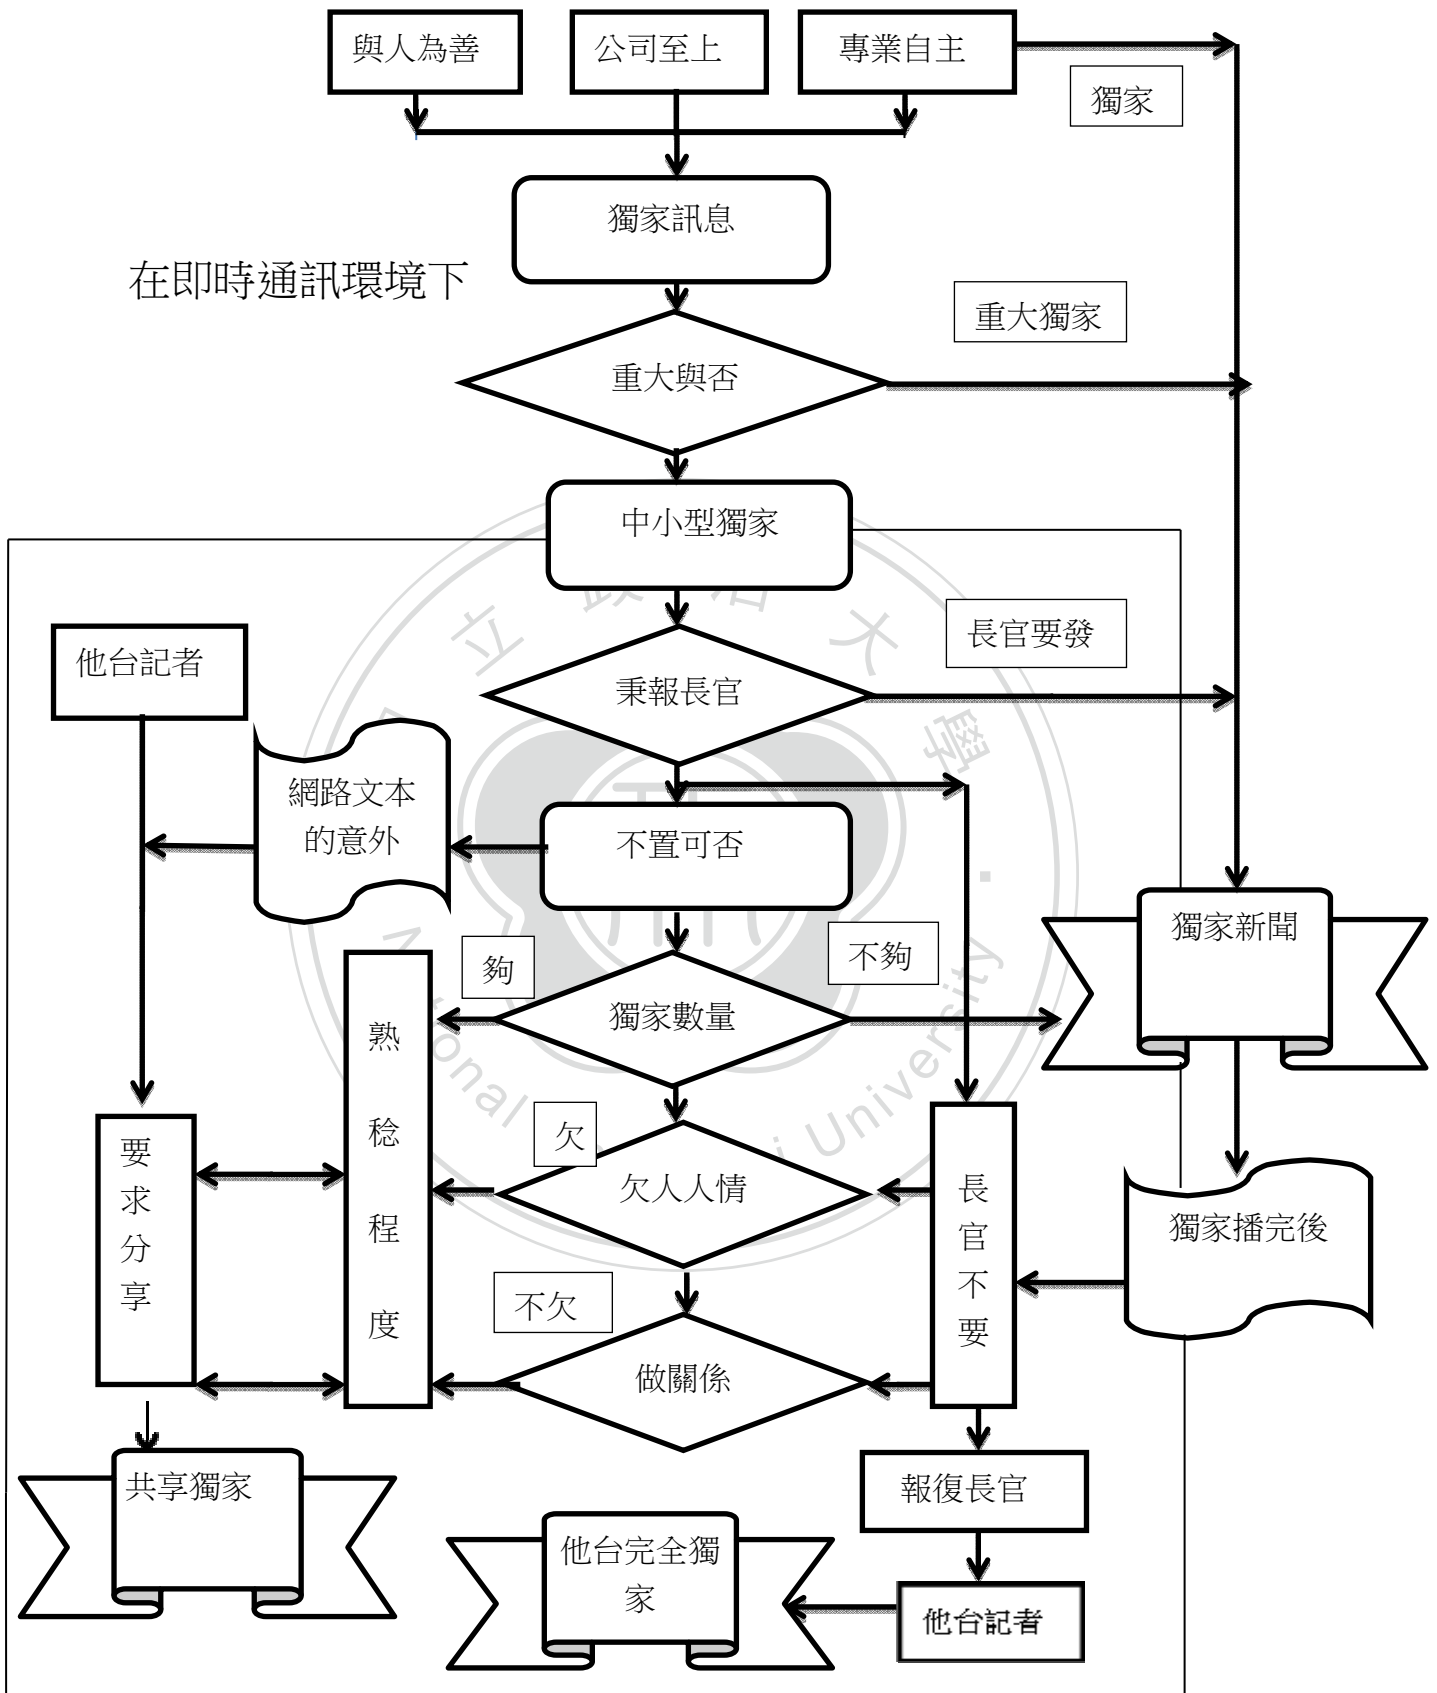 與人為善
公司至上
專業自主
獨家
獨家訊息
在即時通訊環境下
重大獨家
重大與否
中小型獨家
長官要發
他台記者
秉報長官
網路文本
的意外
不置可否
獨家新聞
夠
不夠
獨家數量
熟
稔
程
度
欠
要
求
分
享
欠人人情
長
官
不
要
獨家播完後
不欠
做關係
共享獨家
報復長官
他台完全獨
家
他台記者
立
政
治
大
學
University